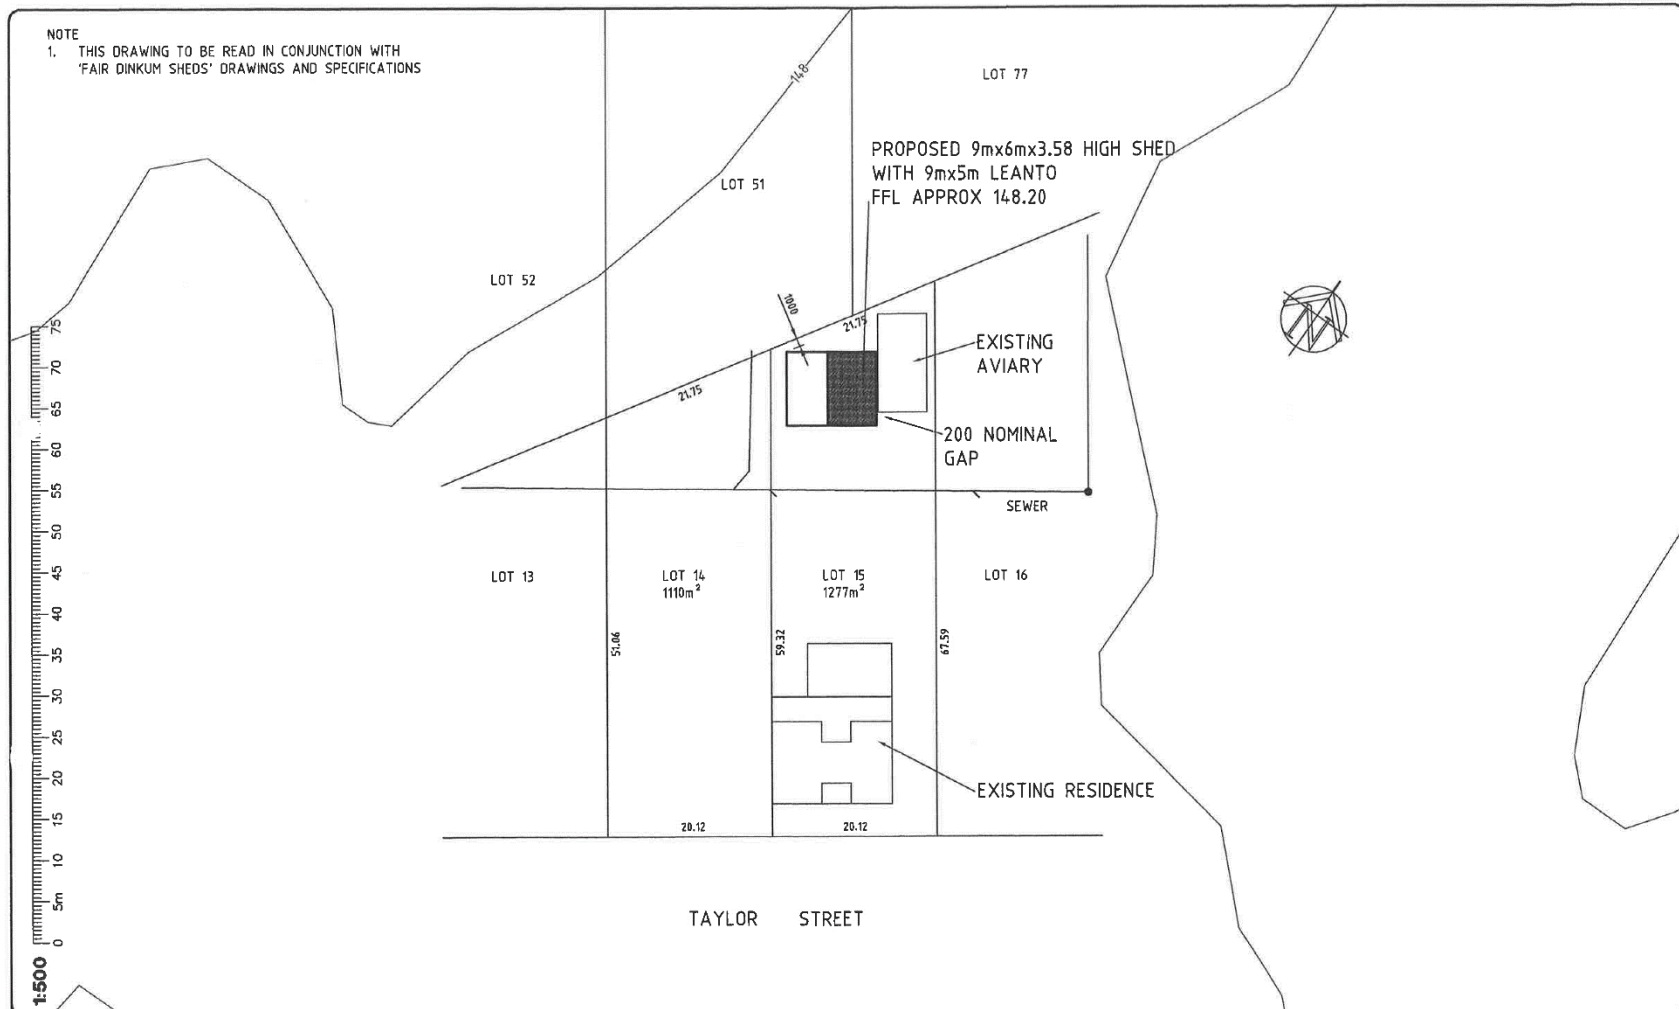 NOTE
1. THIS DRAWING TO BE READ IN CONJUNCTION WITH
'FAIR DINKUM SHEDS' DRAWINGS AND SPECIFICATIONS
148
LOT 77
PROPOSED 9mx6mx3.58 HIGH SHED
WITH 9mx5m LEANTO
FFL APPROX 148.20
LOT 51
LOT 52
1000
21.75
EXISTING
AVIARY
21.75
200 NOMINAL
GAP
SEWER
LOT 13
LOT 14
1110m²
LOT 15
1277m²
LOT 16
51.06
59.32
67.59
EXISTING RESIDENCE
20.12
20.12
TAYLOR STREET
75
70
65
60
55
50
45
40
35
30
25
20
15
10
5m
0
1:500
N